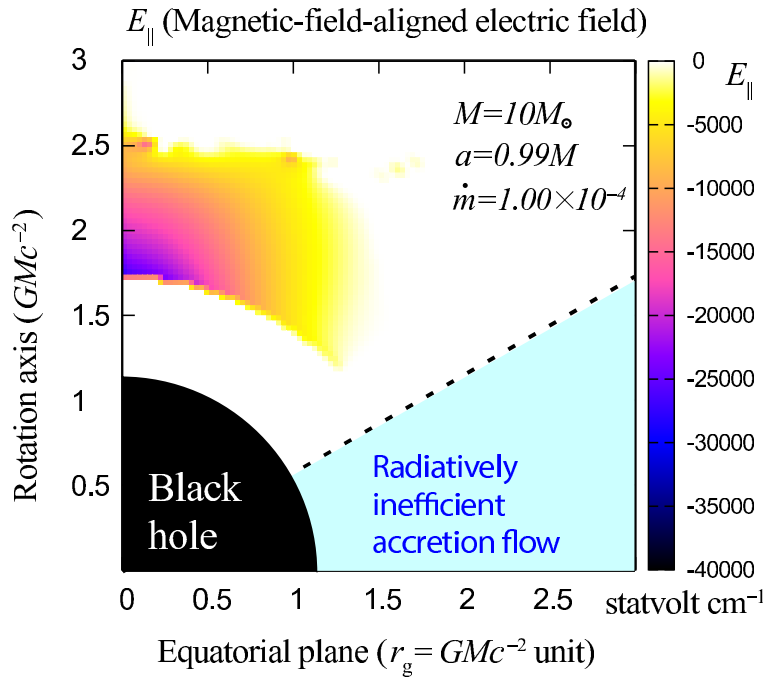 E∥ (Magnetic-field-aligned electric field)
3
2.5
2
1.5
1
0.5
Rotation axis (GMc⁻²)
M=10M☉
a=0.99M
ṁ=1.00×10⁻⁴
Black
hole
Radiatively
inefficient
accretion flow
0
0.5
1
1.5
2
2.5
Equatorial plane (r_g = GMc⁻² unit)
E∥
0
-5000
-10000
-15000
-20000
-25000
-30000
-35000
-40000
statvolt cm⁻¹